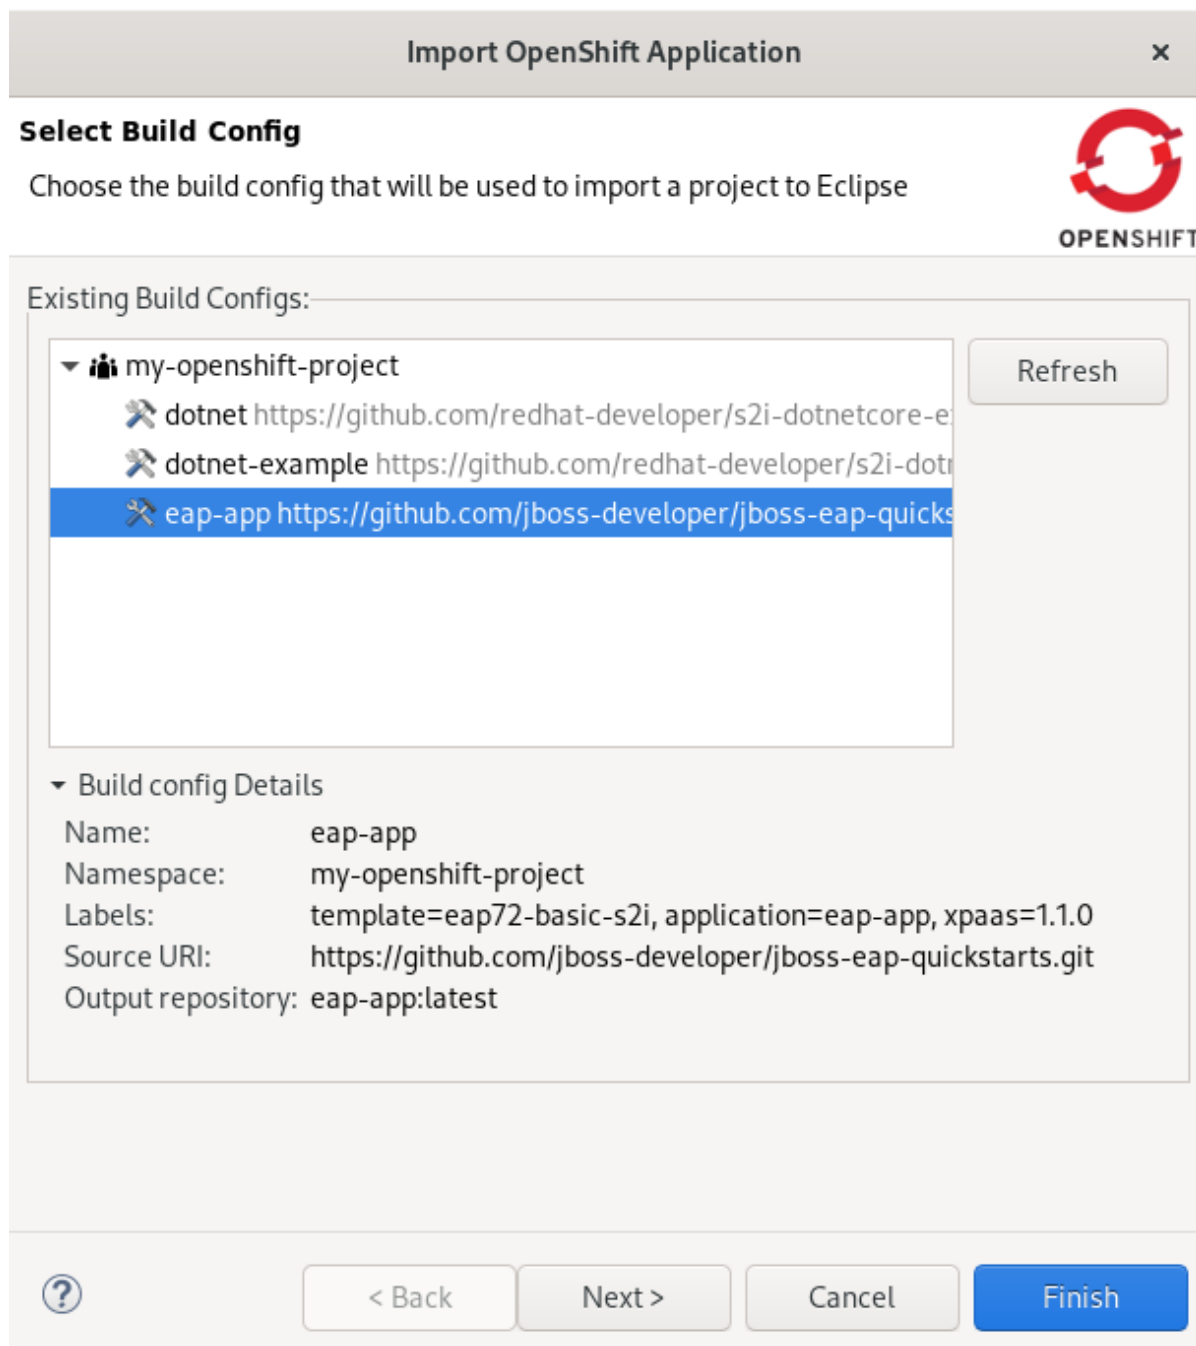 Import OpenShift Application
Select Build Config
Choose the build config that will be used to import a project to Eclipse
OPENSHIFT
Existing Build Configs:
my-openshift-project
Refresh
dotnet https://github.com/redhat-developer/s2i-dotnetcore-e
dotnet-example https://github.com/redhat-developer/s2i-dot
eap-app https://github.com/jboss-developer/jboss-eap-quicks
Build config Details
Name: eap-app
Namespace: my-openshift-project
Labels: template=eap72-basic-s2i, application=eap-app, xpaas=1.1.0
Source URI: https://github.com/jboss-developer/jboss-eap-quickstarts.git
Output repository: eap-app:latest
< Back Next > Cancel Finish